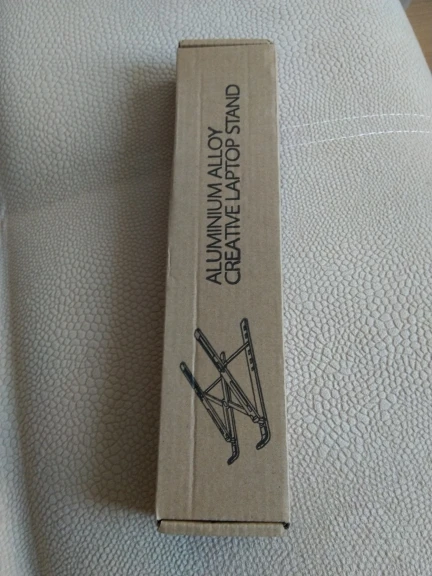 ALUMINIUM ALLOY
CREATIVE LAPTOP STAND